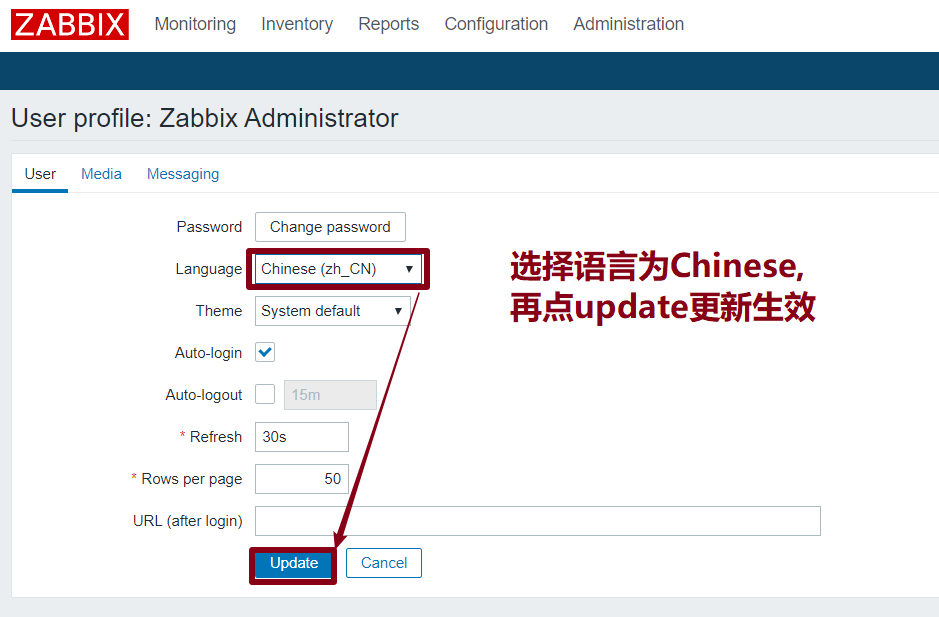 ZABBIX Monitoring Inventory Reports Configuration Administration
User profile: Zabbix Administrator
User Media Messaging
Password Change password
Language Chinese (zh_CN)
选择语言为Chinese,
再点update更新生效
Theme System default
Auto-login
Auto-logout 15m
* Refresh 30s
* Rows per page 50
URL (after login)
Update Cancel